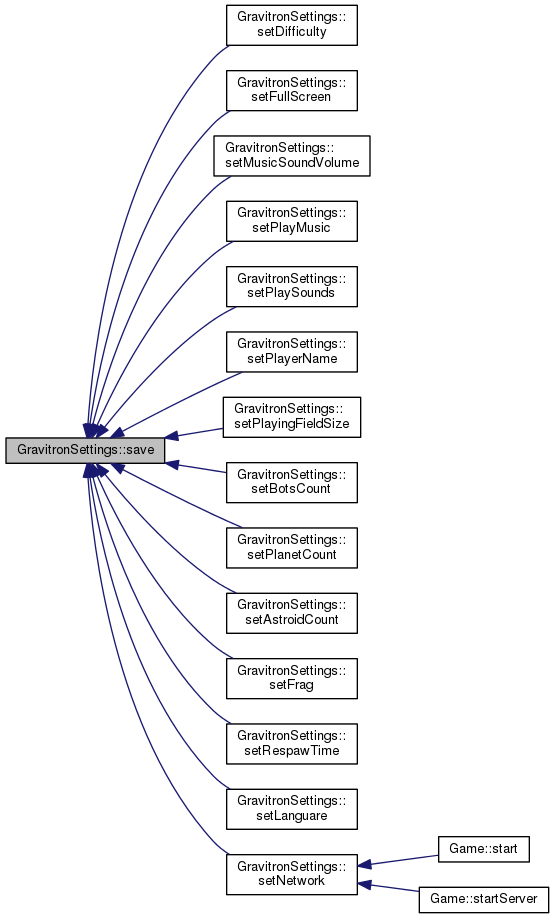 GravitronSettings::
setDifficulty
GravitronSettings::
setFullScreen
GravitronSettings::
setMusicSoundVolume
GravitronSettings::
setPlayMusic
GravitronSettings::
setPlaySounds
GravitronSettings::
setPlayerName
GravitronSettings::
setPlayingFieldSize
GravitronSettings::save
GravitronSettings::
setBotsCount
GravitronSettings::
setPlanetCount
GravitronSettings::
setAstroidCount
GravitronSettings::
setFrag
GravitronSettings::
setRespawTime
GravitronSettings::
setLanguare
GravitronSettings::
setNetwork
Game::start
Game::startServer